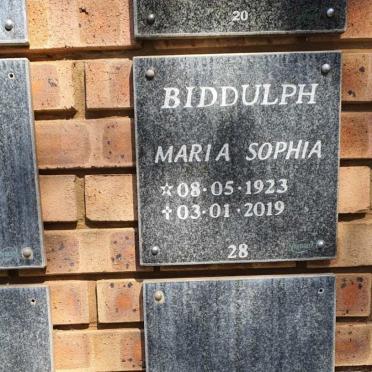 20
BIDDULPH
MARIA SOPHIA
☆08·05·1923
✝03·01·2019
28